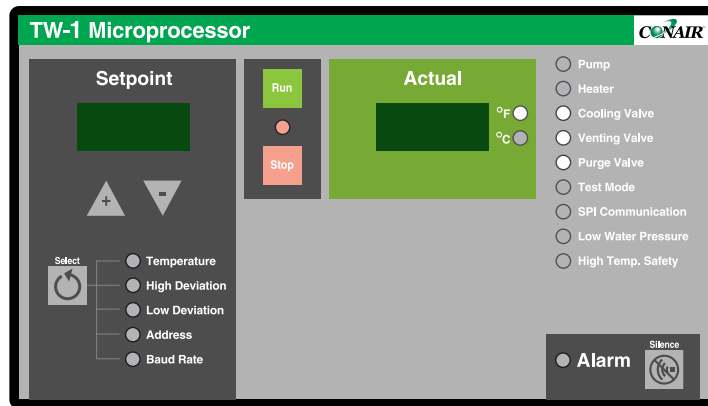 TW-1 Microprocessor
CONAIR
Setpoint
Run
Stop
Actual
°F
°C
Pump
Heater
Cooling Valve
Venting Valve
Purge Valve
Test Mode
SPI Communication
Low Water Pressure
High Temp. Safety
+
-
Select
Temperature
High Deviation
Low Deviation
Address
Baud Rate
Alarm
Silence